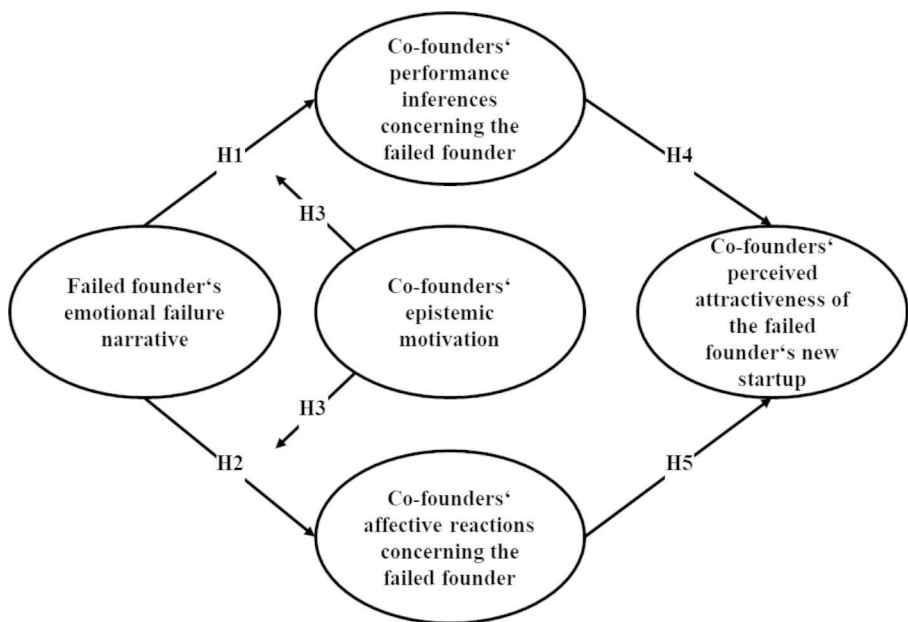 Co-founders‘
performance
inferences
concerning the
failed founder
H1
H4
H3
Failed founder‘s
emotional failure
narrative
Co-founders‘
epistemic
motivation
Co-founders‘
perceived
attractiveness of
the failed
founder‘s new
startup
H3
H2
H5
Co-founders‘
affective reactions
concerning the
failed founder